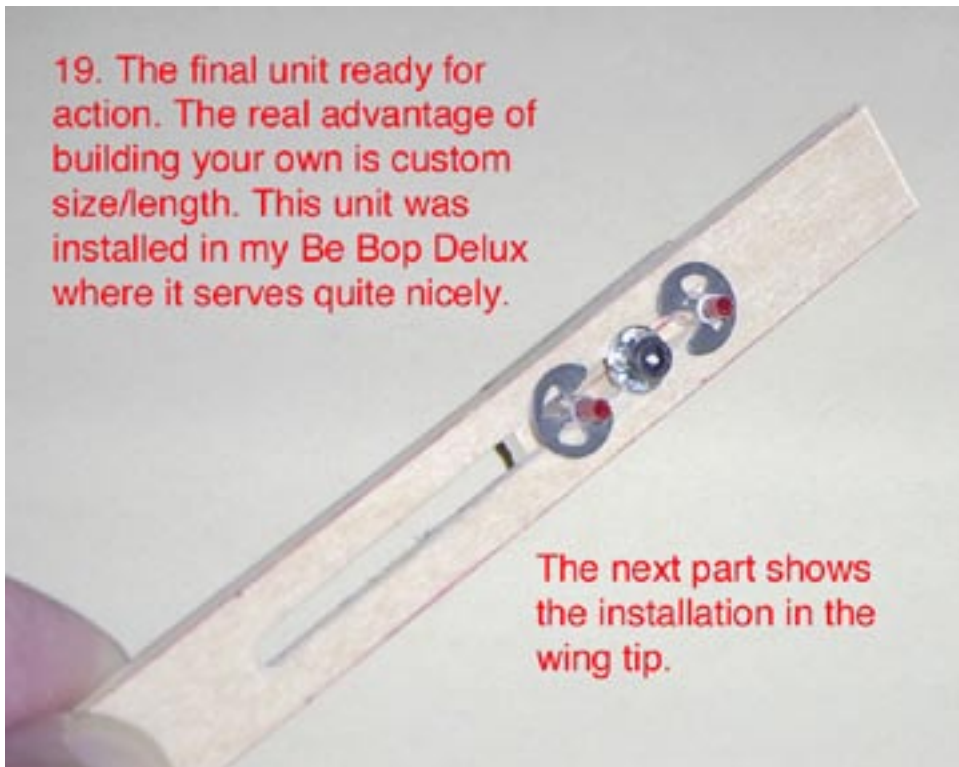 19. The final unit ready for
action. The real advantage of
building your own is custom
size/length. This unit was
installed in my Be Bop Delux
where it serves quite nicely.
The next part shows
the installation in the
wing tip.